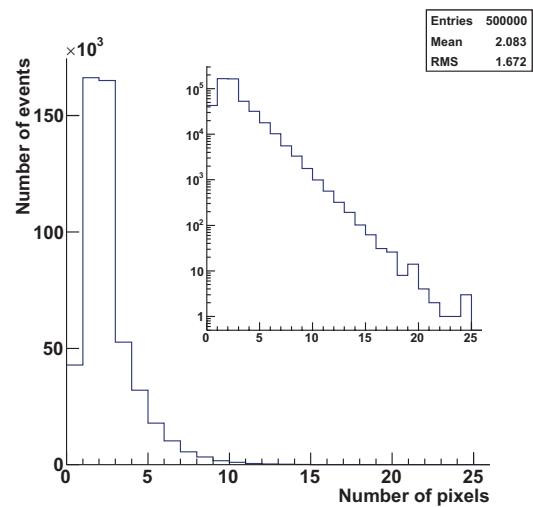 Entries 500000
Mean 2.083
RMS 1.672
×10³
Number of events
150
100
50
0
0 5 10 15 20 25
Number of pixels
10⁵
10⁴
10³
10²
10
1
0 5 10 15 20 25